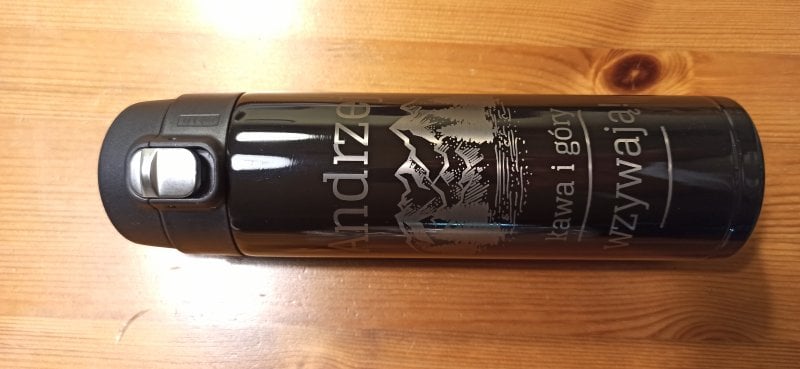 Andrze
kawa i góry
wzywają!